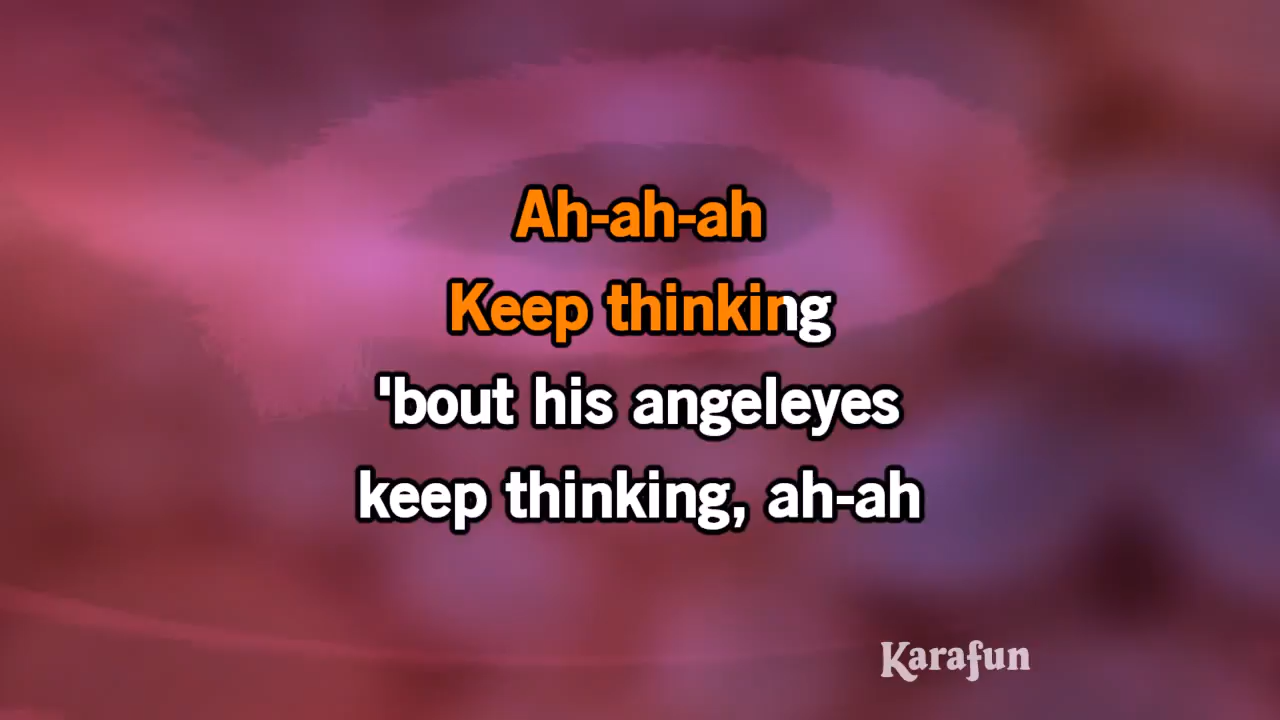 Ah-ah-ah
Keep thinking
'bout his angeleyes
keep thinking, ah-ah
Karafun